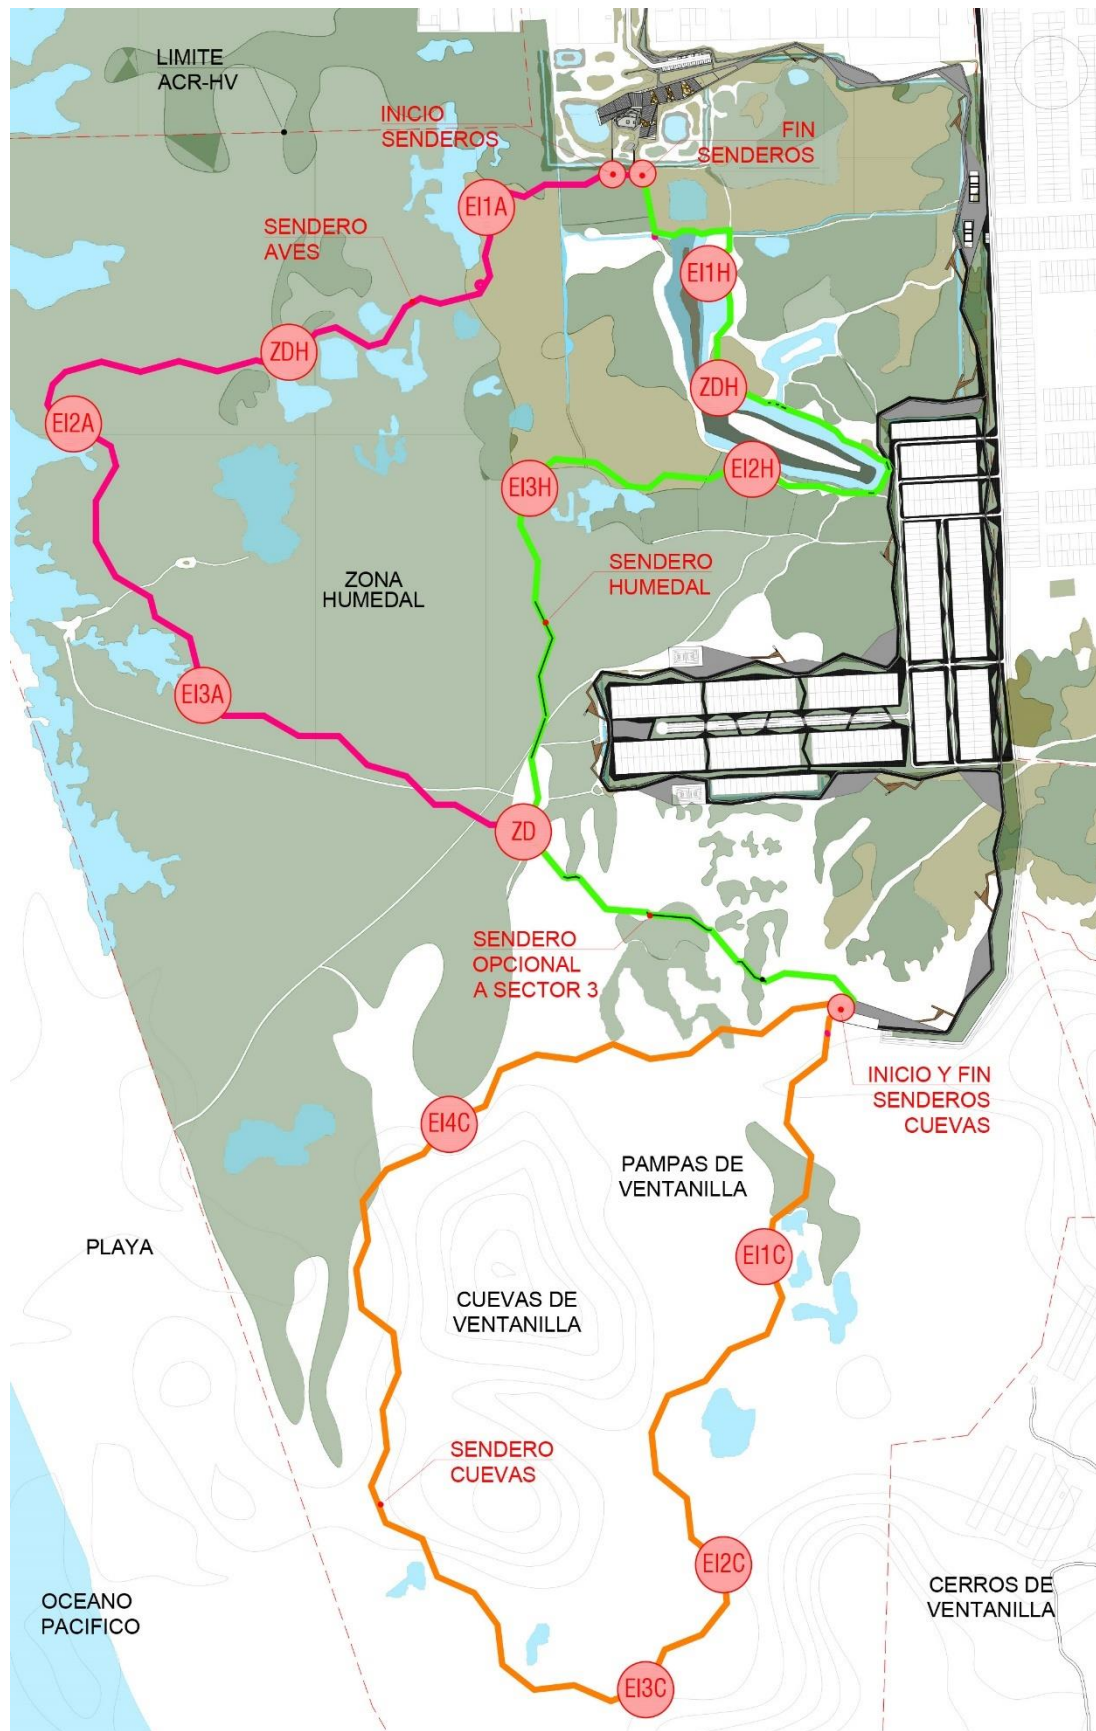 LIMITE
ACR-HV
INICIO
SENDEROS
FIN
SENDEROS
EI1A
SENDERO
AVES
EI1H
ZDH
ZDH
EI2A
EI2H
EI3H
SENDERO
HUMEDAL
ZONA
HUMEDAL
EI3A
ZD
SENDERO
OPCIONAL
A SECTOR 3
INICIO Y FIN
SENDEROS
CUEVAS
EI4C
PAMPAS DE
VENTANILLA
PLAYA
EI1C
CUEVAS DE
VENTANILLA
SENDERO
CUEVAS
EI2C
OCEANO
PACIFICO
CERROS DE
VENTANILLA
EI3C